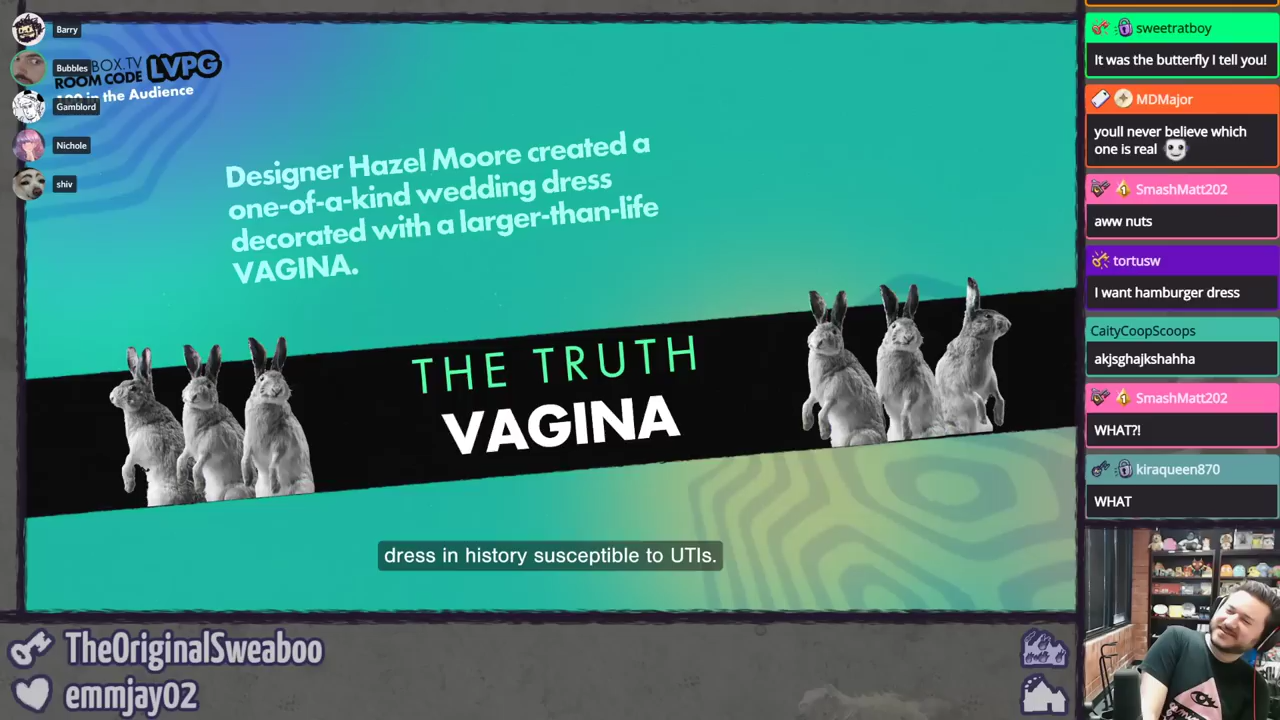 Barry
Bubbles
BOX.TV
ROOM CODE LVPG
in the Audience
Gamblord
Nichole
shiv
Designer Hazel Moore created a
one-of-a-kind wedding dress
decorated with a larger-than-life
VAGINA.
THE TRUTH
VAGINA
dress in history susceptible to UTIs.
sweetratboy
It was the butterfly I tell you!
MDMajor
youll never believe which
one is real
SmashMatt202
aww nuts
tortusw
I want hamburger dress
CaityCoopScoops
akjsghajkshahha
SmashMatt202
WHAT?!
kiraqueen870
WHAT
TheOriginalSweaboo
emmjay02